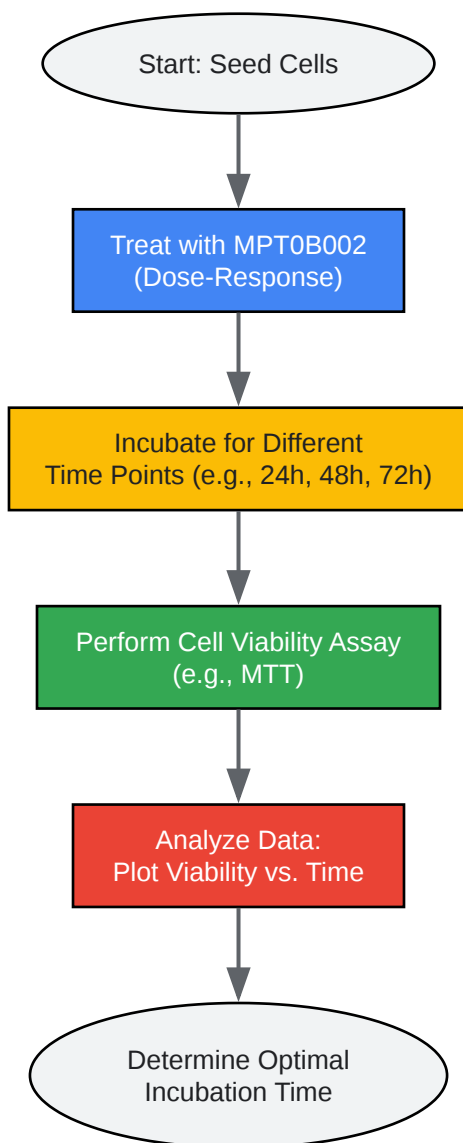 Start: Seed Cells
Treat with MPT0B002
(Dose-Response)
Incubate for Different
Time Points (e.g., 24h, 48h, 72h)
Perform Cell Viability Assay
(e.g., MTT)
Analyze Data:
Plot Viability vs. Time
Determine Optimal
Incubation Time